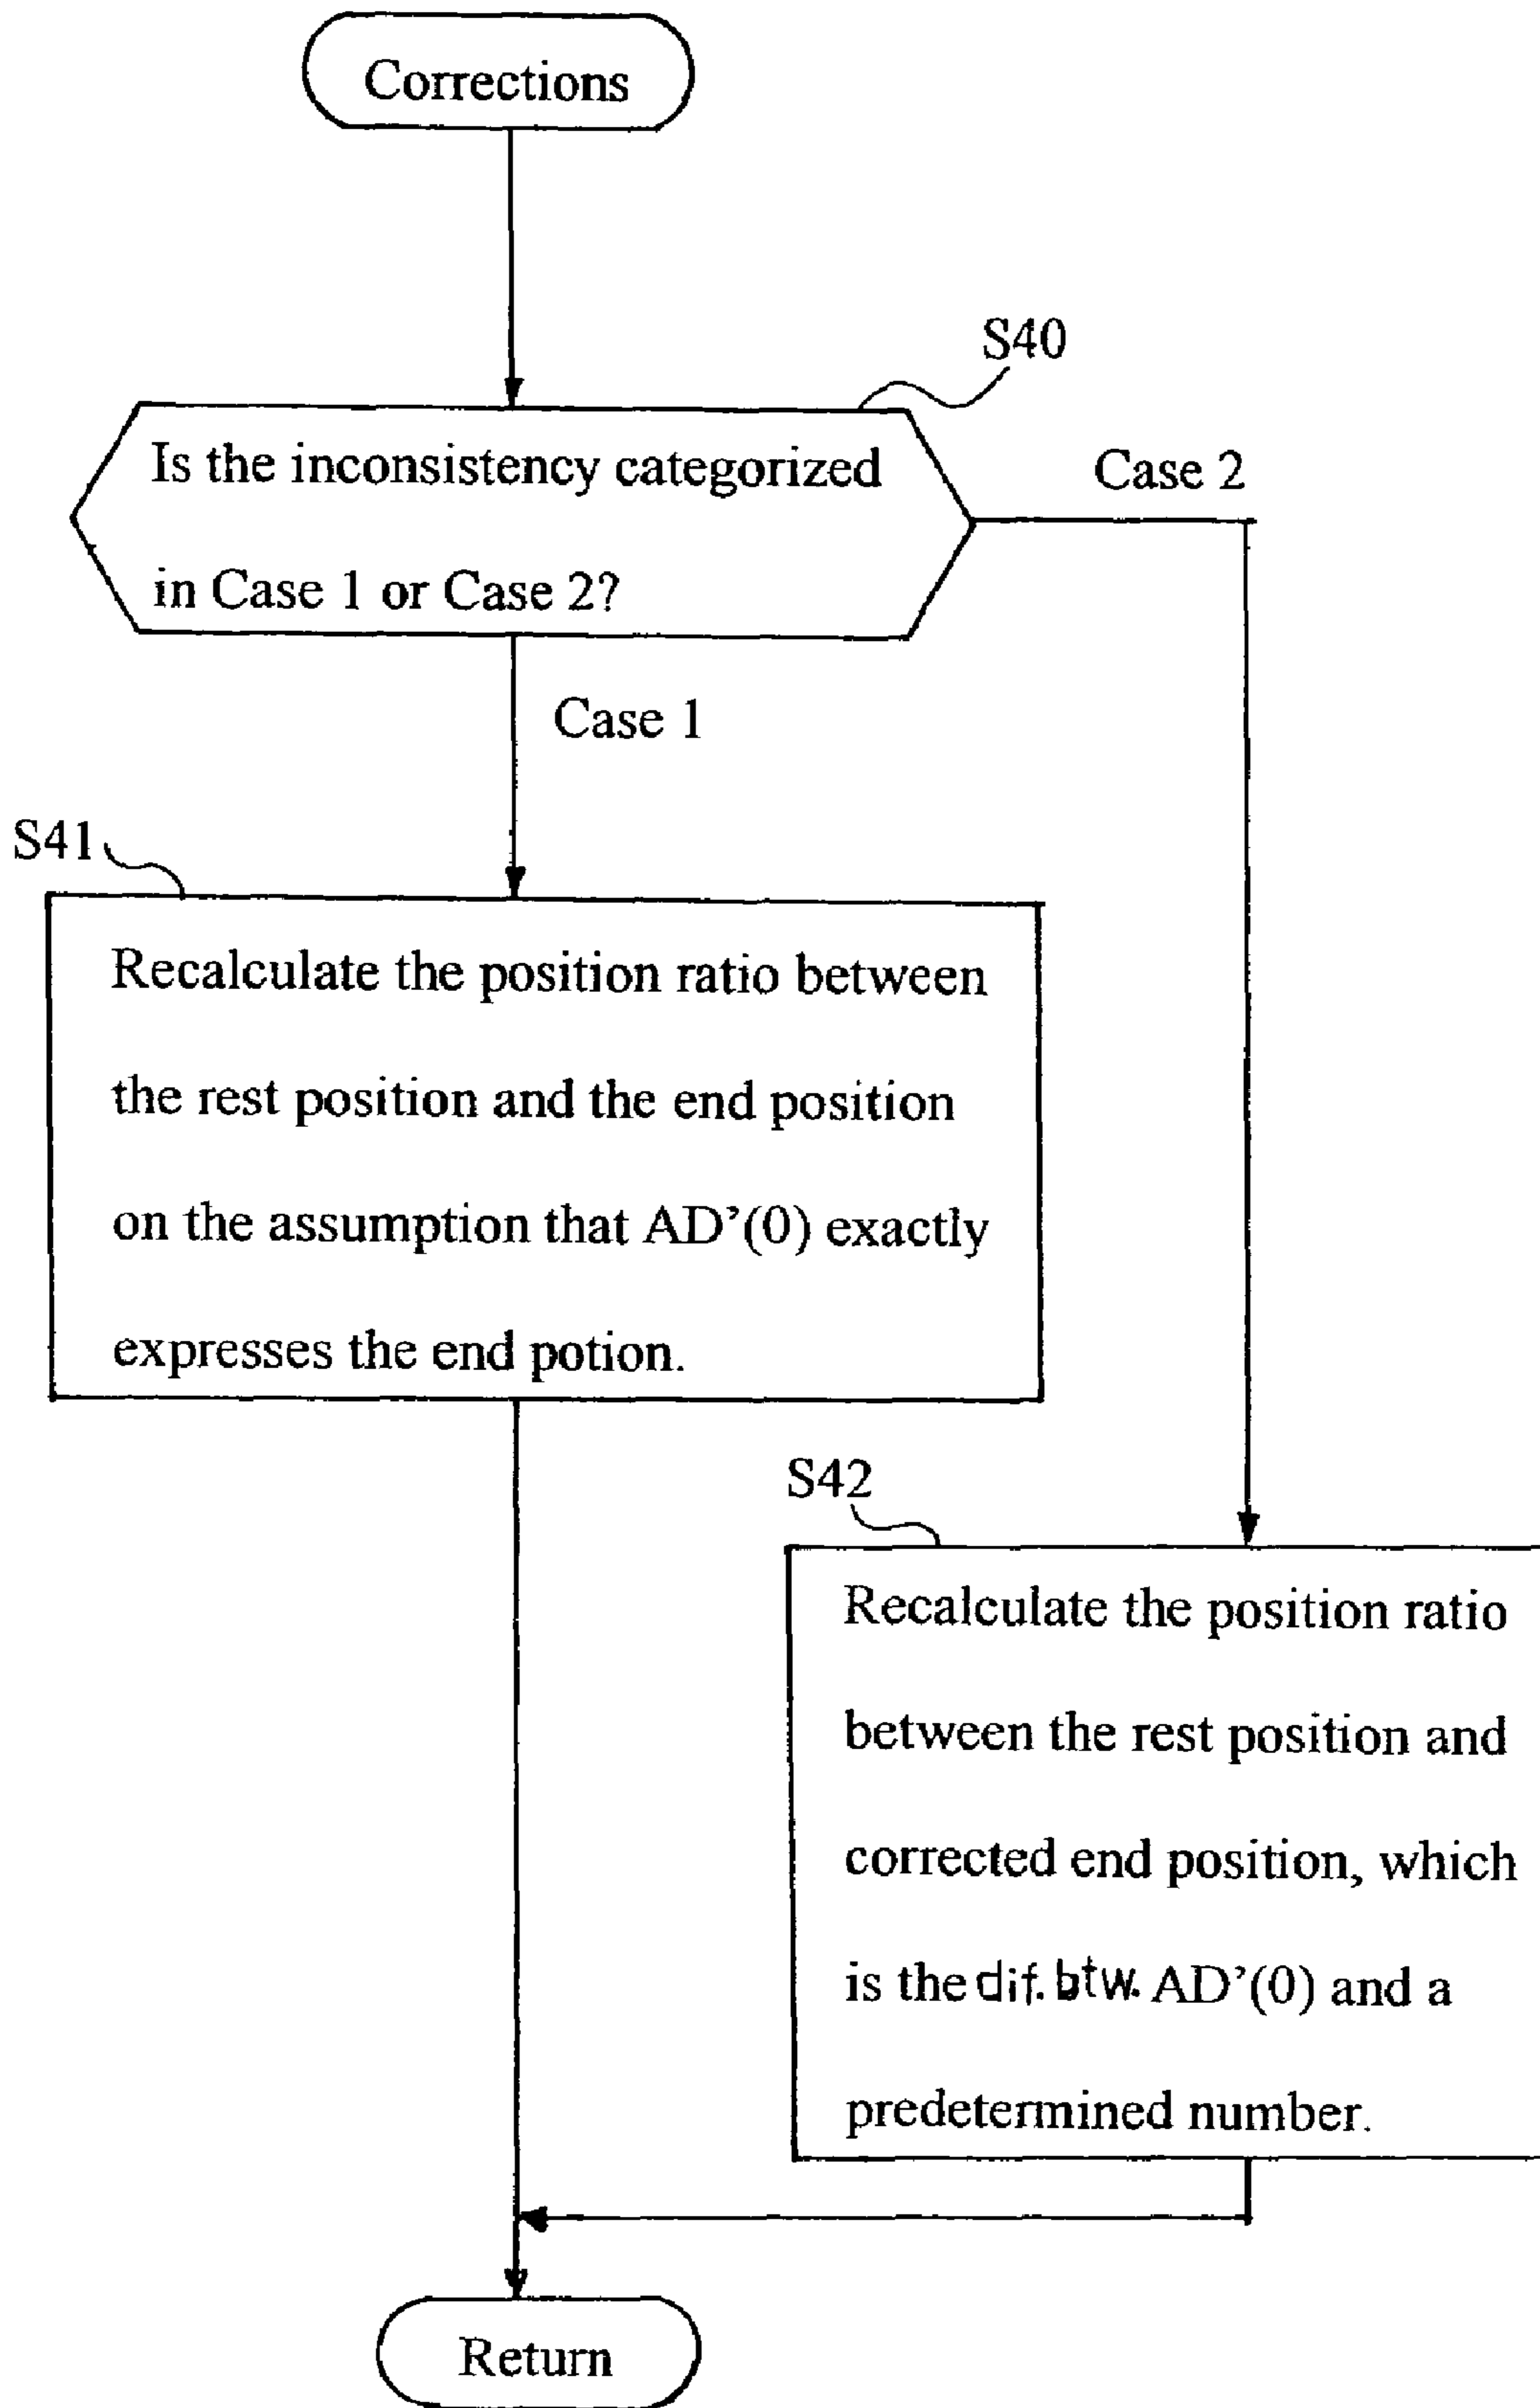 Corrections
S40
Is the inconsistency categorized
in Case 1 or Case 2?
Case 2
Case 1
S41
Recalculate the position ratio between
the rest position and the end position
on the assumption that AD’(0) exactly
expresses the end potion.
S42
Recalculate the position ratio
between the rest position and
corrected end position, which
is the dif. btw. AD’(0) and a
predetermined number.
Return